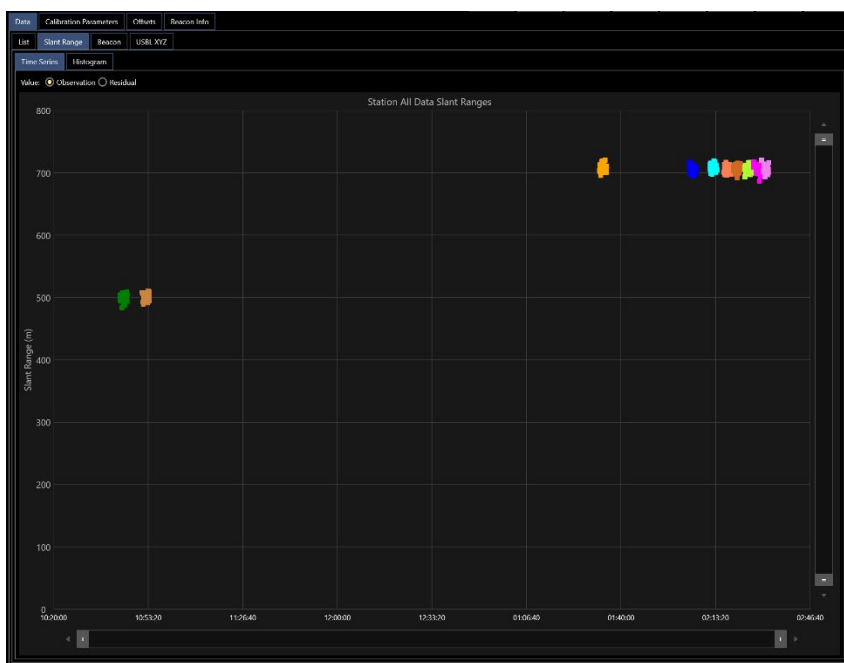 Data Calibration Parameters Offsets Beacon Info
List Slant Range Beacon USBL XYZ
Time Series Histogram
Value: Observation Residual
Station All Data Slant Ranges
800
700
600
500
Slant Range (m)
400
300
200
100
0
10:20:00 10:53:20 11:26:40 12:00:00 12:33:20 01:06:40 01:40:00 02:13:20 02:46:40